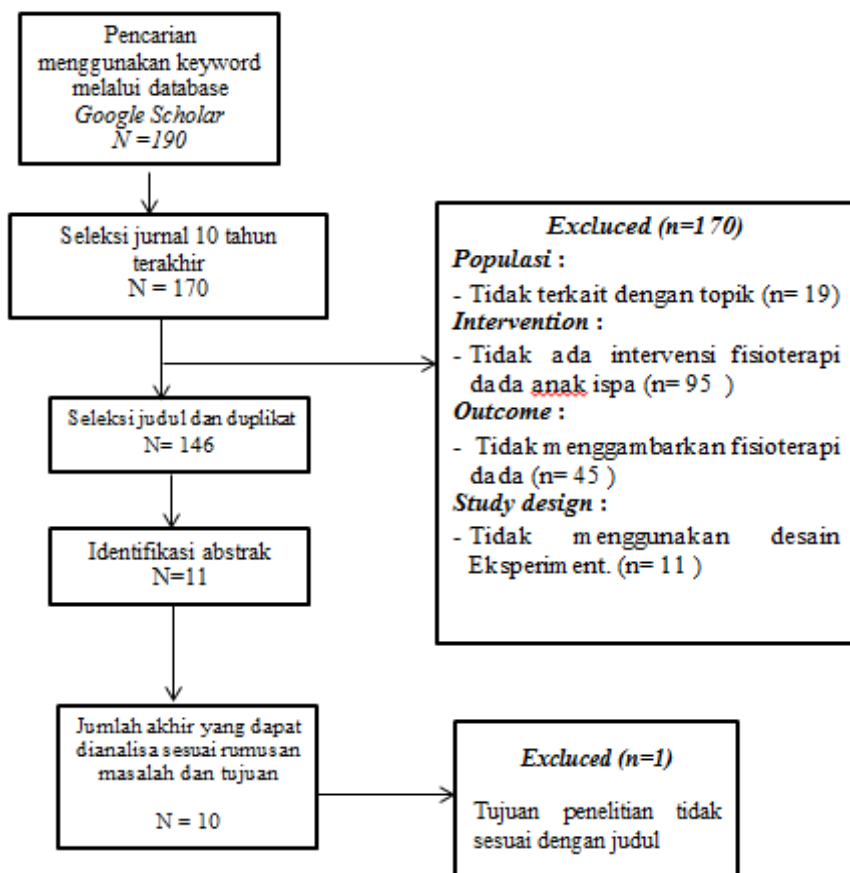 Pencarian
menggunakan keyword
melalui database
Google Scholar
N =190
Seleksi jurnal 10 tahun
terakhir
N = 170
Excluced (n=170)
Populasi :
- Tidak terkait dengan topik (n= 19)
Intervention :
- Tidak ada intervensi fisioterapi
dada anak ispa (n= 95 )
Outcome :
- Tidak menggambarkan fisioterapi
dada (n= 45 )
Study design :
- Tidak menggunakan desain
Eksperiment. (n= 11 )
Seleksi judul dan duplikat
N= 146
Identifikasi abstrak
N=11
Jumlah akhir yang dapat
dianalisa sesuai rumusan
masalah dan tujuan
N = 10
Excluced (n=1)
Tujuan penelitian tidak
sesuai dengan judul